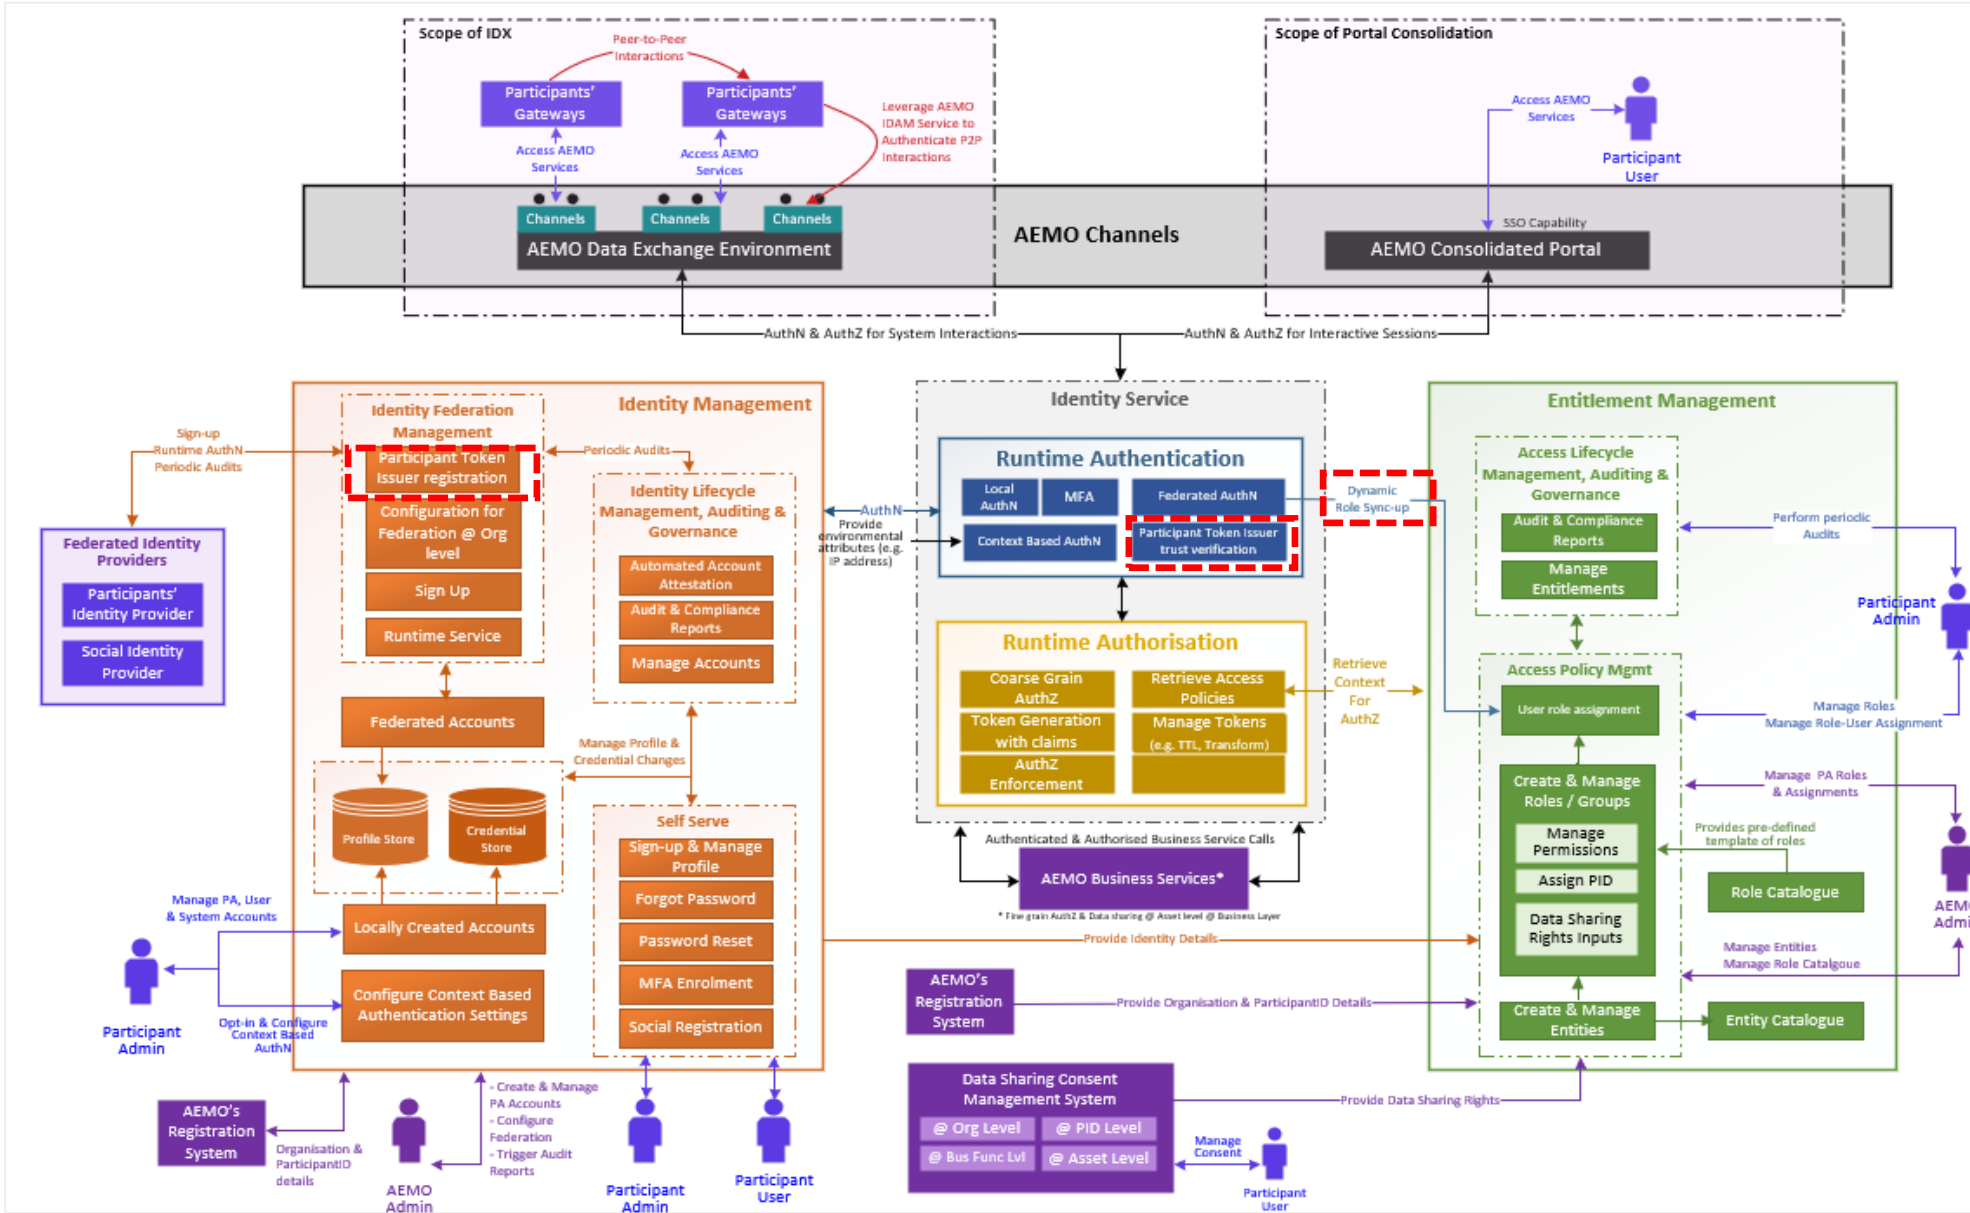 Scope of IDX
Peer-to-Peer
Interactions
Participants'
Gateways
Participants'
Gateways
Leverage AEMO
IDAM Service to
Authenticate P2P
Interactions
Access AEMO
Services
Access AEMO
Services
Channels
Channels
Channels
AEMO Data Exchange Environment
AEMO Channels
Scope of Portal Consolidation
Access AEMO
Services
Participant
User
SSO Capability
AEMO Consolidated Portal
AuthN & AuthZ for System Interactions
AuthN & AuthZ for Interactive Sessions
Sign-up
Runtime AuthN
Periodic Audits
Federated Identity
Providers
Participants'
Identity Provider
Social Identity
Provider
Identity Management
Identity Federation
Management
Participant Token
Issuer registration
Configuration for
Federation @ Org
level
Sign Up
Runtime Service
Periodic Audits
Identity Lifecycle
Management, Auditing &
Governance
Automated Account
Attestation
Audit & Compliance
Reports
Manage Accounts
Federated Accounts
Manage Profile &
Credential Changes
Profile Store
Credential
Store
Locally Created Accounts
Configure Context Based
Authentication Settings
Self Serve
Sign-up & Manage
Profile
Forgot Password
Password Reset
MFA Enrolment
Social Registration
Manage PA, User
& System Accounts
Participant
Admin
Opt-in & Configure
Context Based
AuthN
AEMO's
Registration
System
Organisation &
ParticipantID
details
AEMO
Admin
- Create & Manage
PA Accounts
- Configure
Federation
- Trigger Audit
Reports
Participant
Admin
Participant
User
Identity Service
Runtime Authentication
Local
AuthN
MFA
Federated AuthN
Context Based AuthN
Participant Token Issuer
trust verification
AuthN
Provide
environmental
attributes (e.g.
IP address)
Dynamic
Role Sync-up
Runtime Authorisation
Coarse Grain
AuthZ
Retrieve Access
Policies
Token Generation
with claims
Manage Tokens
(e.g. TTL, Transform)
AuthZ
Enforcement
Retrieve
Context
For
AuthZ
Authenticated & Authorised Business Service Calls
AEMO Business Services*
* Fine grain AuthZ & Data sharing @ Asset level @ Business Layer
Provide Identity Details
AEMO's
Registration
System
Provide Organisation & ParticipantID Details
Data Sharing Consent
Management System
@ Org Level
@ PID Level
@ Bus Func Lvl
@ Asset Level
Provide Data Sharing Rights
Manage
Consent
Participant
User
Entitlement Management
Access Lifecycle
Management, Auditing &
Governance
Audit & Compliance
Reports
Manage
Entitlements
Access Policy Mgmt
User role assignment
Create & Manage
Roles / Groups
Manage
Permissions
Assign PID
Data Sharing
Rights Inputs
Create & Manage
Entities
Provides pre-defined
template of roles
Role Catalogue
Entity Catalogue
Perform periodic
Audits
Participant
Admin
Manage Roles
Manage Role-User Assignment
Manage PA Roles
& Assignments
Manage Entities
Manage Role Catalgoue
AEMO
Admin